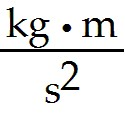 kg • m
s²